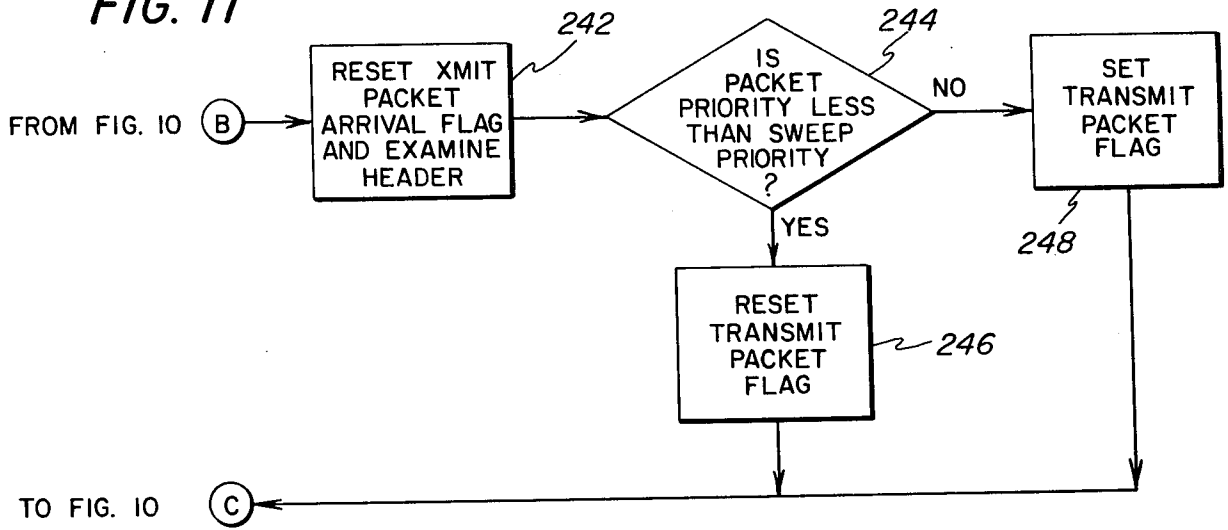 FIG. 11
242
244
RESET XMIT
PACKET
ARRIVAL FLAG
AND EXAMINE
HEADER
IS
PACKET
PRIORITY LESS
THAN SWEEP
PRIORITY
?
NO
SET
TRANSMIT
PACKET
FLAG
FROM FIG. 10
B
YES
248
RESET
TRANSMIT
PACKET
FLAG
246
TO FIG. 10
C